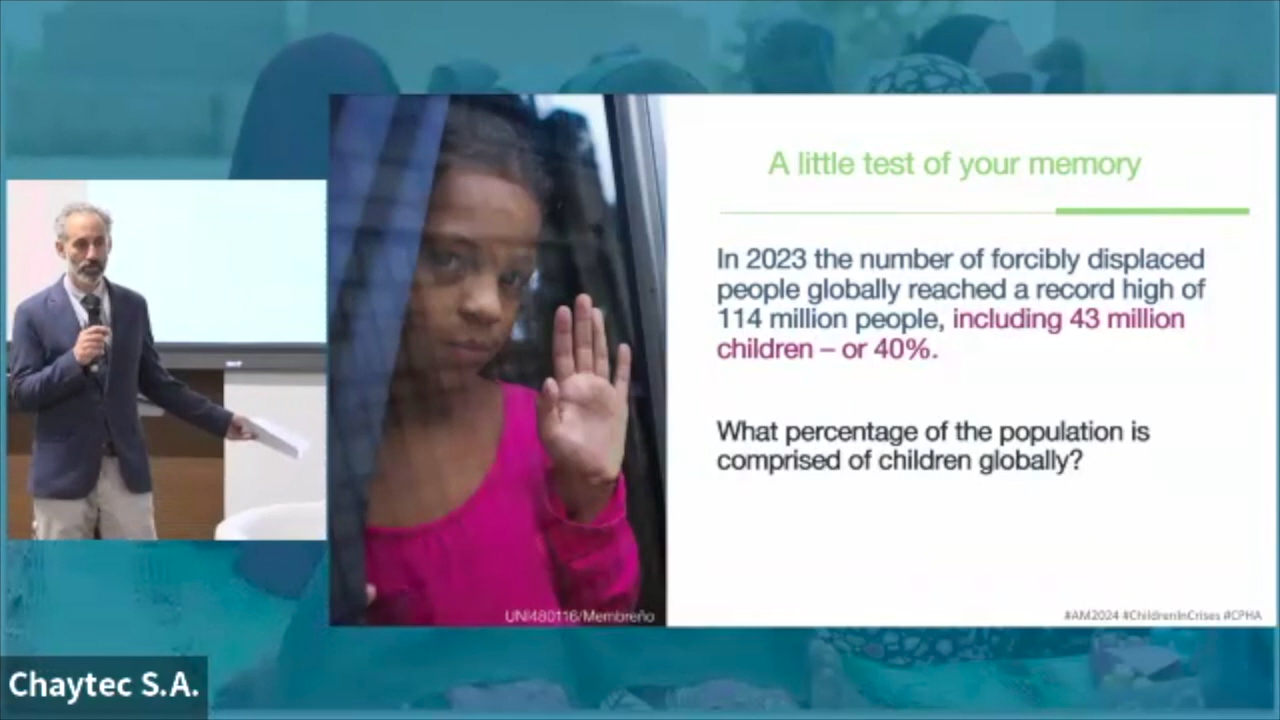 A little test of your memory
In 2023 the number of forcibly displaced
people globally reached a record high of
114 million people, including 43 million
children – or 40%.
What percentage of the population is
comprised of children globally?
UNI480116/Membreño
#AM2024 #ChildrenInCrises #CPHA
Chaytec S.A.